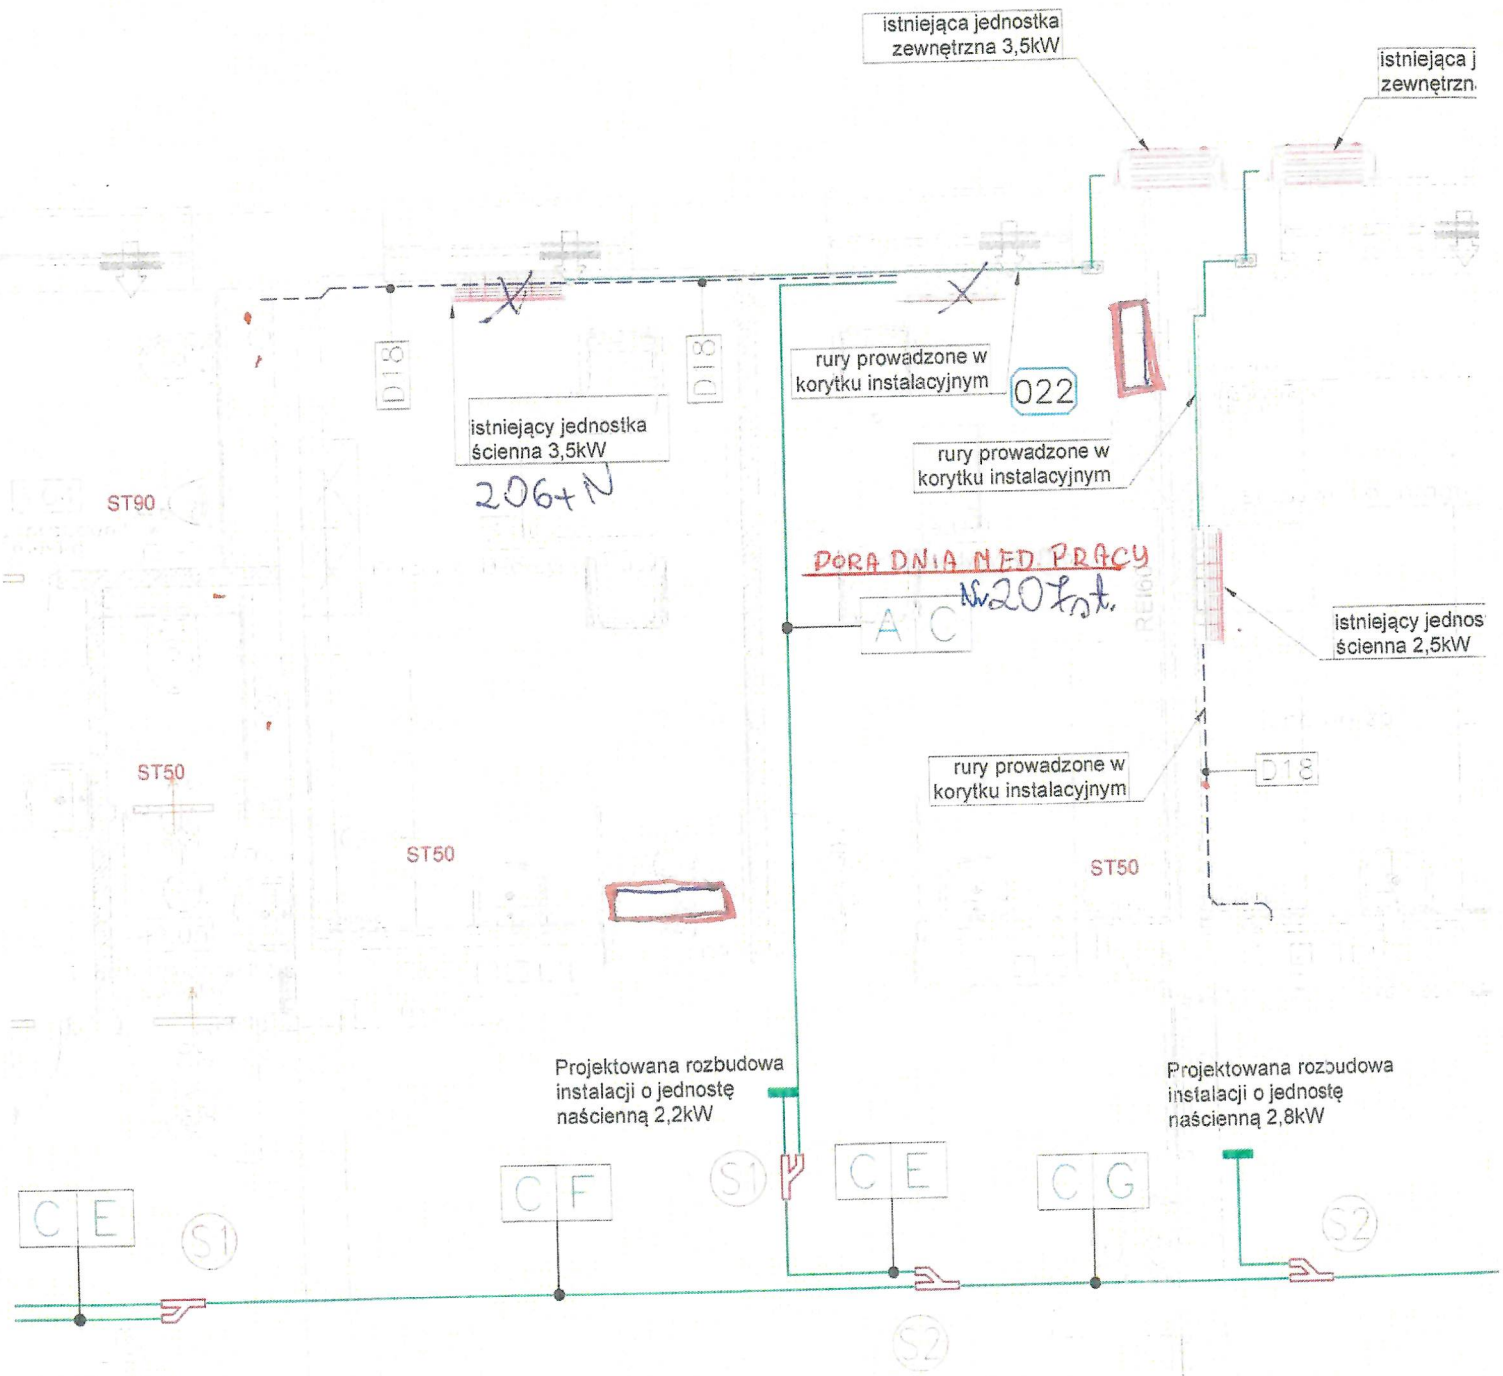 istniejąca jednostka
zewnętrzna 3,5kW
istniejąca j
zewnętrzn
D18
D18
rury prowadzone w
korytku instalacyjnym
022
istniejący jednostka
ścienna 3,5kW
206+N
rury prowadzone w
korytku instalacyjnym
ST90
PORADNIA MED. PRACY
Nr 207st.
A C
REI60
istniejący jednos
ścienna 2,5kW
rury prowadzone w
korytku instalacyjnym
D18
ST50
ST50
ST50
Projektowana rozbudowa
instalacji o jednostę
naścienną 2,2kW
Projektowana rozbudowa
instalacji o jednostę
naścienną 2,8kW
C E
S1
C F
S1
C E
C G
S2
S2